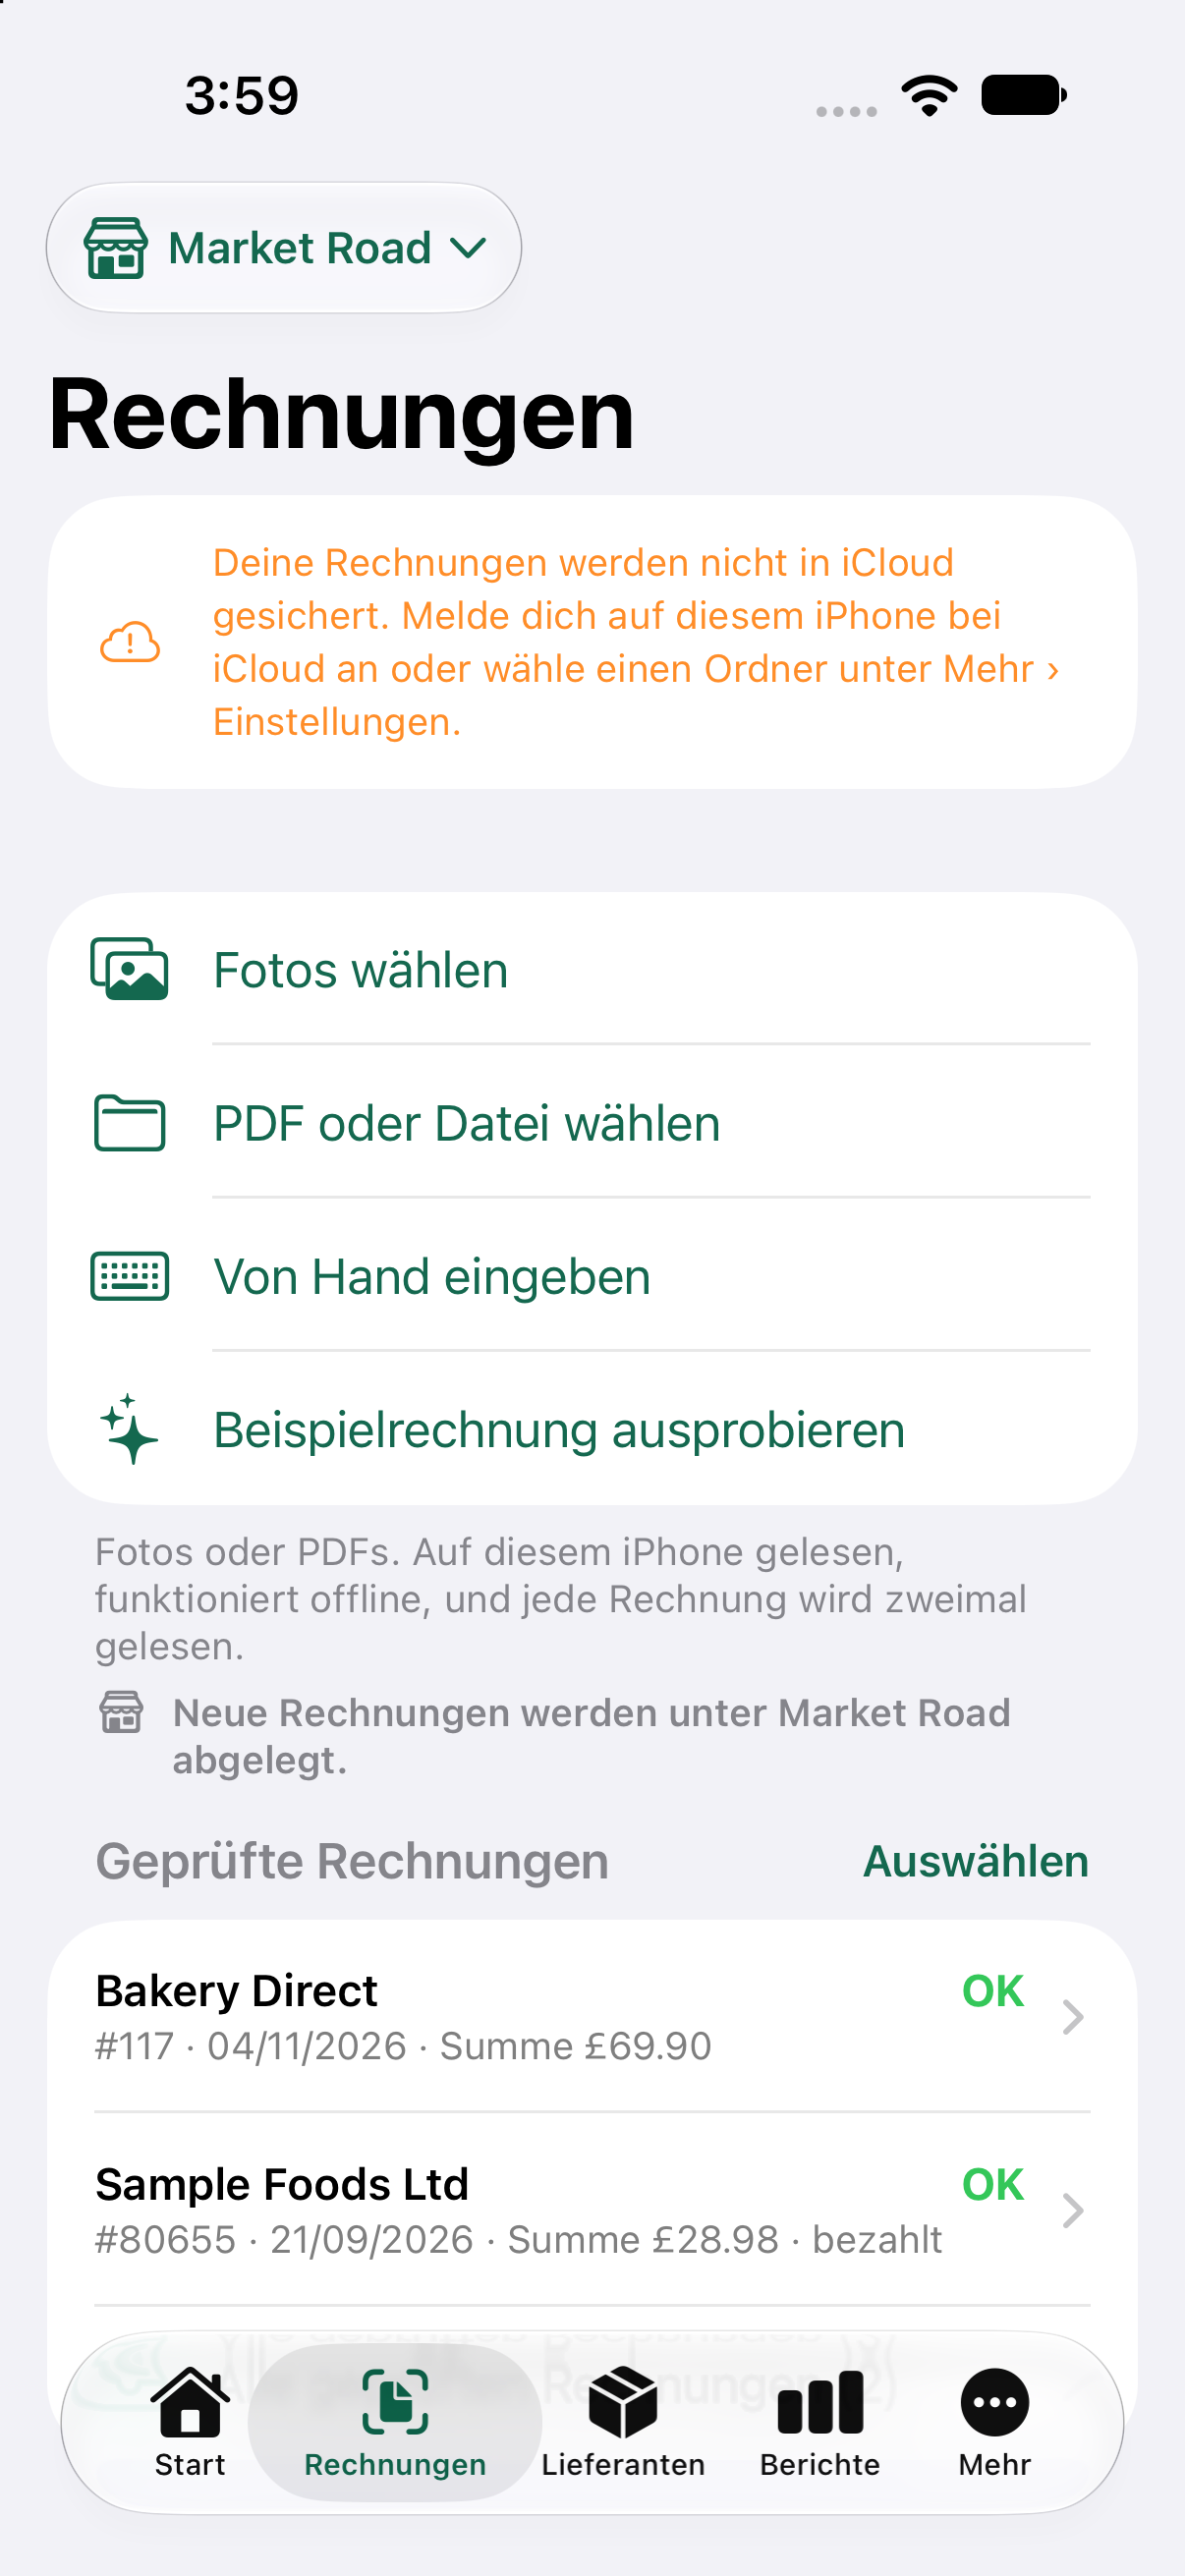 3:59
Market Road
Rechnungen
Deine Rechnungen werden nicht in iCloud
gesichert. Melde dich auf diesem iPhone bei
iCloud an oder wähle einen Ordner unter Mehr ›
Einstellungen.
Fotos wählen
PDF oder Datei wählen
Von Hand eingeben
Beispielrechnung ausprobieren
Fotos oder PDFs. Auf diesem iPhone gelesen,
funktioniert offline, und jede Rechnung wird zweimal
gelesen.
Neue Rechnungen werden unter Market Road
abgelegt.
Geprüfte Rechnungen
Auswählen
Bakery Direct
OK
#117 · 04/11/2026 · Summe £69.90
Sample Foods Ltd
OK
#80655 · 21/09/2026 · Summe £28.98 · bezahlt
Start
Rechnungen
Lieferanten
Berichte
Mehr